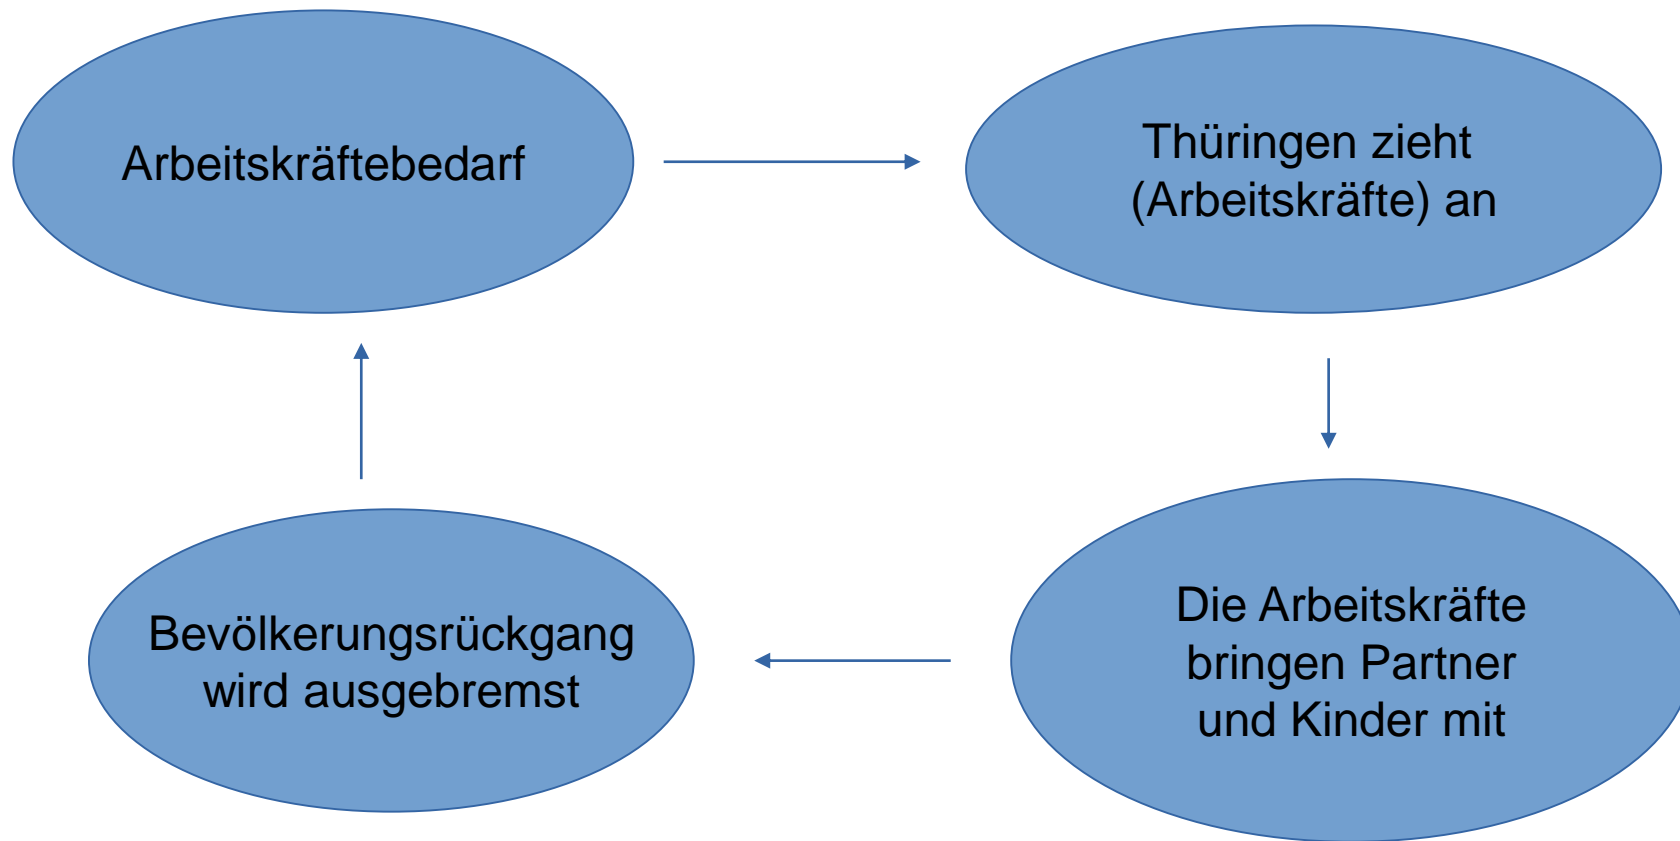 Arbeitskräftebedarf
Thüringen zieht
(Arbeitskräfte) an
Bevölkerungsrückgang
wird ausgebremst
Die Arbeitskräfte
bringen Partner
und Kinder mit